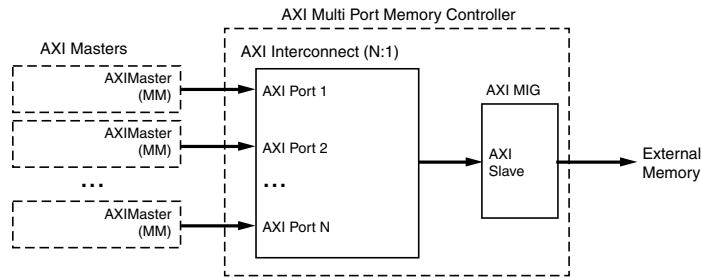 AXI Multi Port Memory Controller
AXI Masters
AXI Interconnect (N:1)
AXIMaster
(MM)
AXI Port 1
AXI MIG
AXIMaster
(MM)
AXI Port 2
AXI
Slave
External
Memory
...
...
AXIMaster
(MM)
AXI Port N